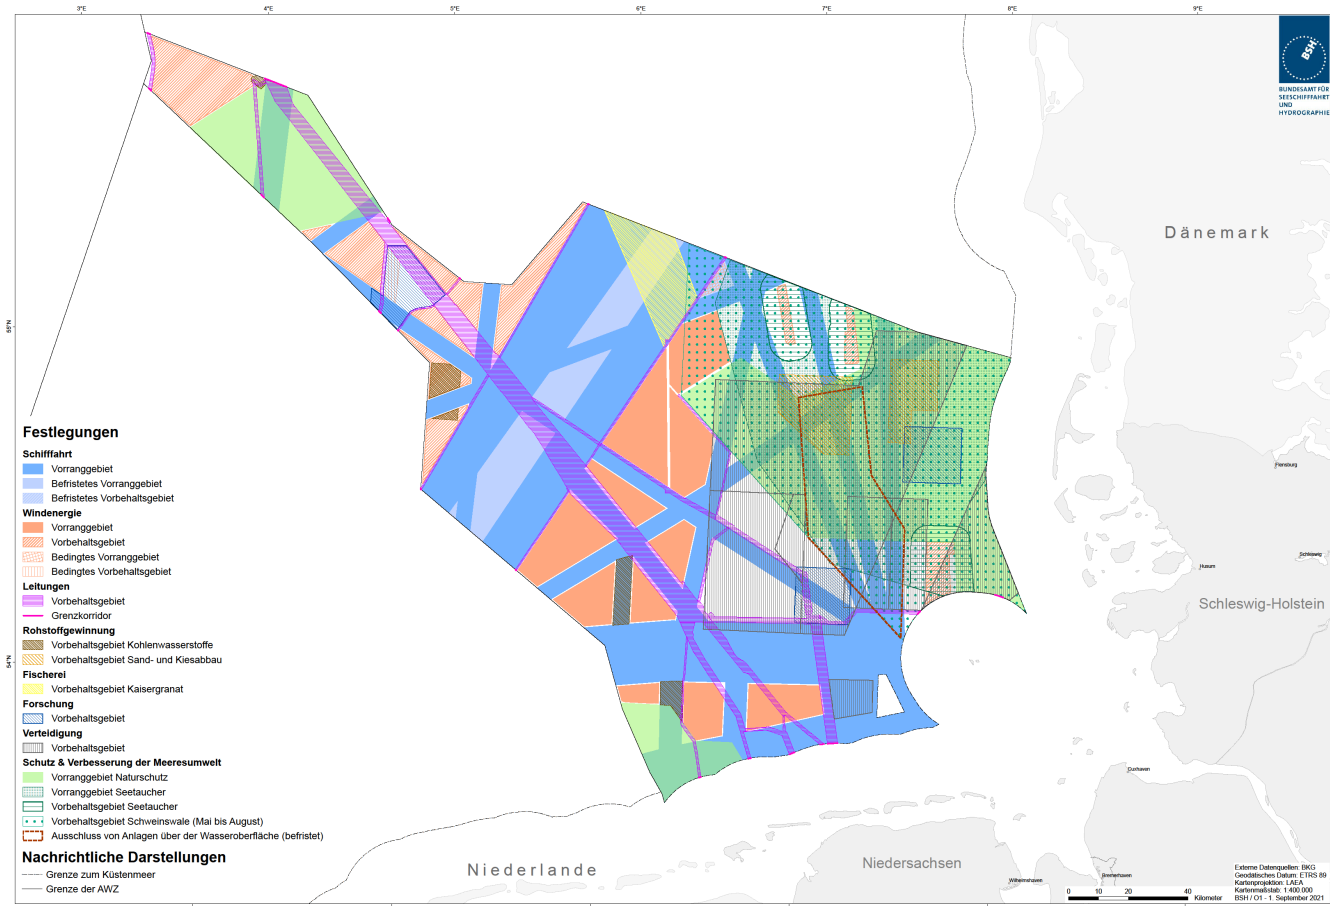 3°E
4°E
5°E
6°E
7°E
8°E
9°E
BSH
BUNDESAMT FÜR
SEESCHIFFFAHRT
UND
HYDROGRAPHIE
Dänemark
55°N
Festlegungen
Schifffahrt
Vorranggebiet
Befristetes Vorranggebiet
Befristetes Vorbehaltsgebiet
Windenergie
Vorranggebiet
Vorbehaltsgebiet
Bedingtes Vorranggebiet
Bedingtes Vorbehaltsgebiet
Leitungen
Vorbehaltsgebiet
Grenzkorridor
Rohstoffgewinnung
Vorbehaltsgebiet Kohlenwasserstoffe
Vorbehaltsgebiet Sand- und Kiesabbau
Fischerei
Vorbehaltsgebiet Kaisergranat
Forschung
Vorbehaltsgebiet
Verteidigung
Vorbehaltsgebiet
Schutz & Verbesserung der Meeresumwelt
Vorranggebiet Naturschutz
Vorranggebiet Seetaucher
Vorbehaltsgebiet Seetaucher
Vorbehaltsgebiet Schweinswale (Mai bis August)
Ausschluss von Anlagen über der Wasseroberfläche (befristet)
Nachrichtliche Darstellungen
Grenze zum Küstenmeer
Grenze der AWZ
54°N
Flensburg
Schleswig
Husum
Schleswig-Holstein
Cuxhaven
Niederlande
Niedersachsen
Wilhelmshaven
Bremerhaven
0 10 20 40
Kilometer
Externe Datenquellen: BKG
Geodätisches Datum: ETRS 89
Kartenprojektion: LAEA
Kartenmaßstab: 1:400.000
BSH / O1 - 1. September 2021